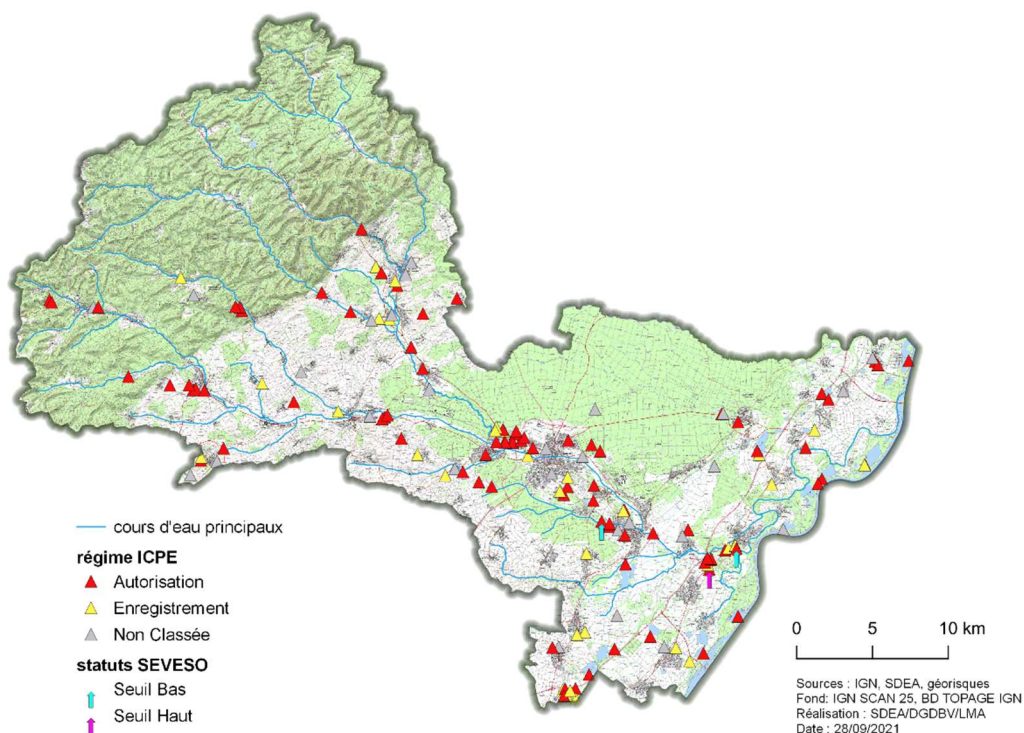 cours d'eau principaux
régime ICPE
Autorisation
Enregistrement
Non Classée
statuts SEVESO
Seuil Bas
Seuil Haut
0 5 10 km
Sources : IGN, SDEA, géorisques
Fond: IGN SCAN 25, BD TOPAGE IGN
Réalisation : SDEA/DGDBV/LMA
Date : 28/09/2021